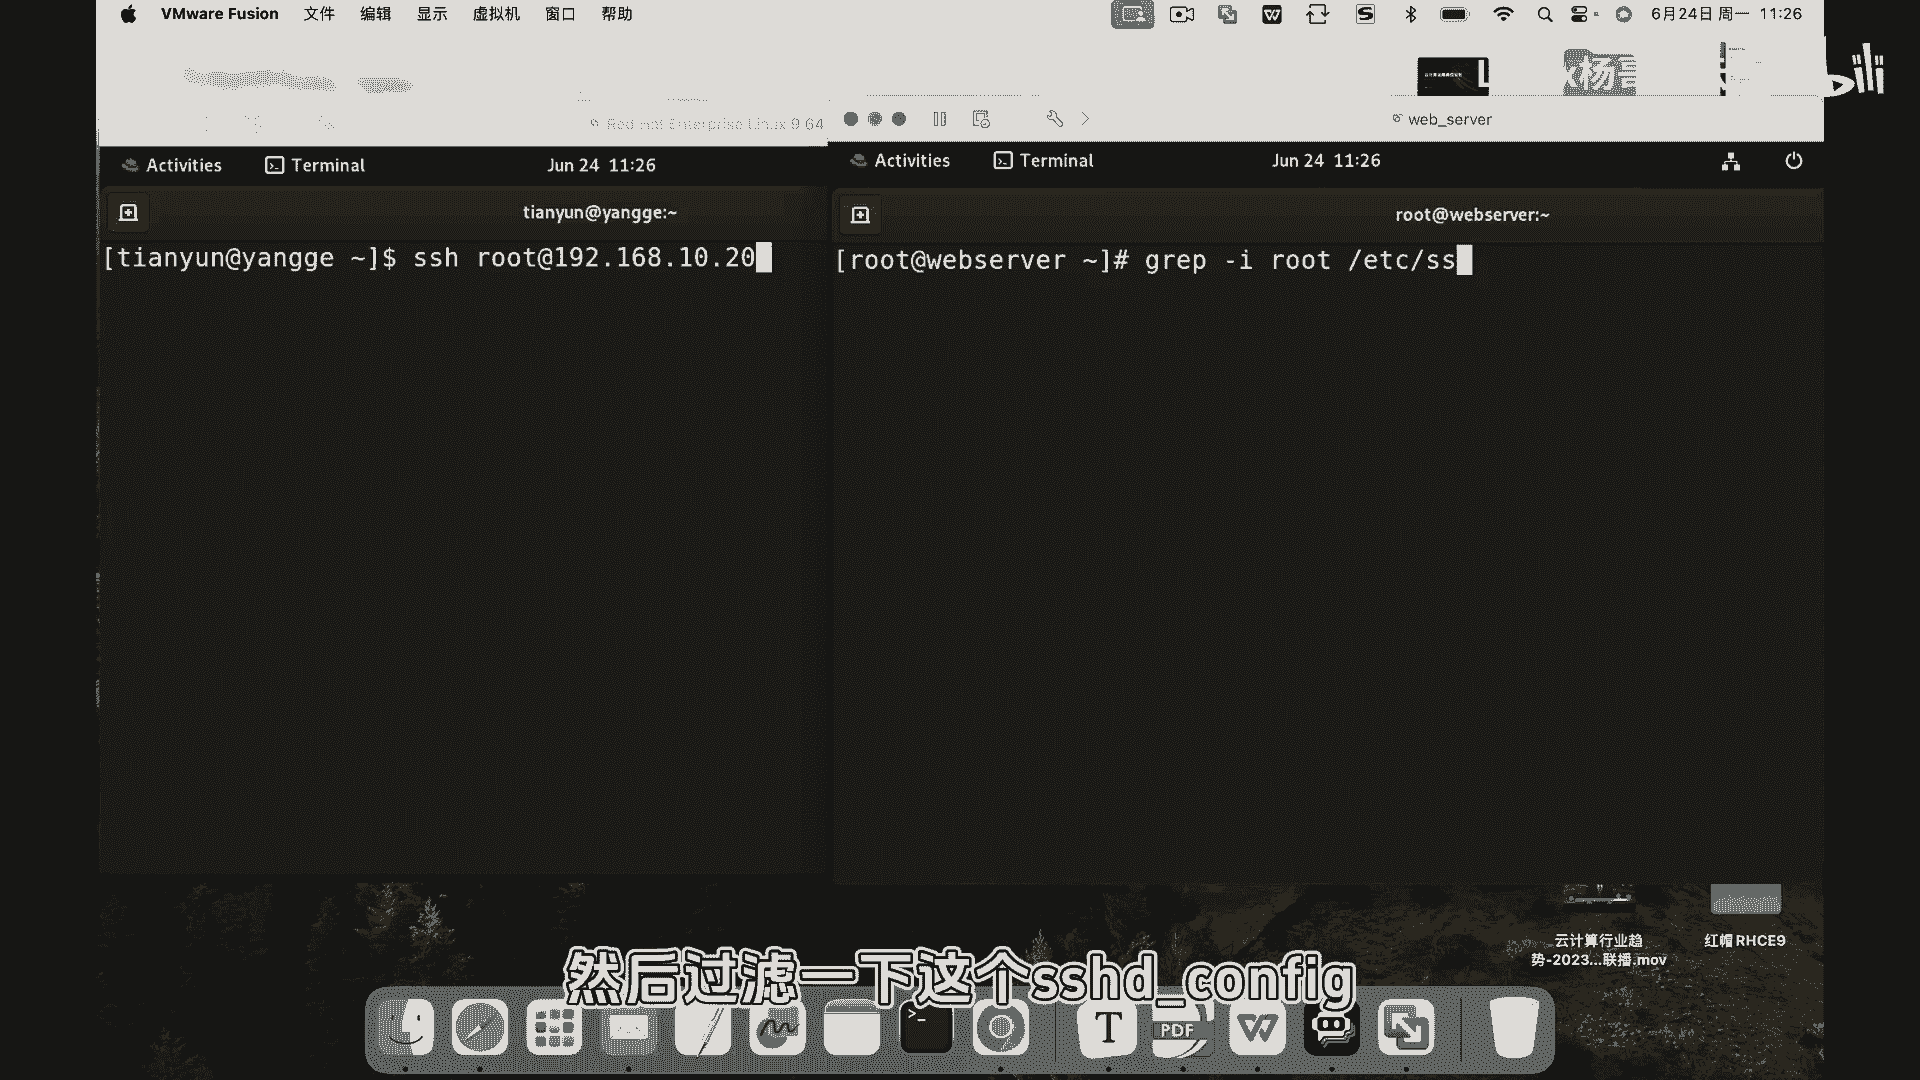 VMware Fusion 文件 编辑 显示 虚拟机 窗口 帮助 6月24日 周一 11:26
杨
bili
Red Hat Enterprise Linux 9 64
web_server
Activities Terminal Jun 24 11:26
Activities Terminal Jun 24 11:26
tianyun@yangge:~
root@webserver:~
[tianyun@yangge ~]$ ssh root@192.168.10.20
[root@webserver ~]# grep -i root /etc/ss
云计算行业趋
势-2023...联播.mov
红帽 RHCE9
然后过滤一下这个sshd_config
T
PDF